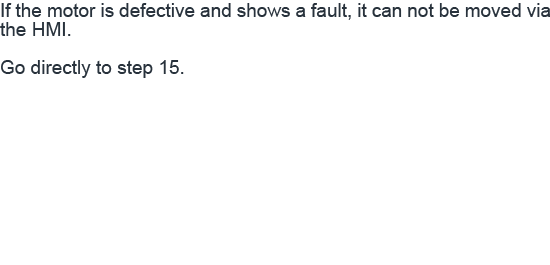 If the motor is defective and shows a fault, it can not be moved via
the HMI.
Go directly to step 15.